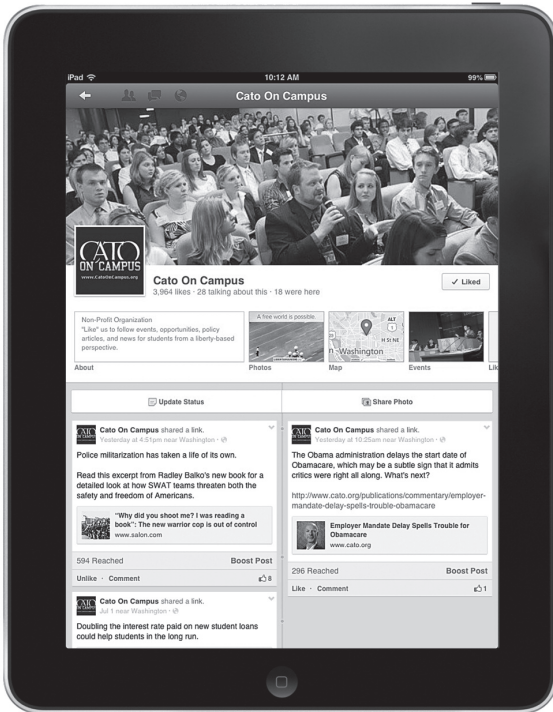 iPad
10:12 AM
99%
Cato On Campus
CATO
ON CAMPUS
www.CatoOnCampus.org
Cato On Campus
3,964 likes · 28 talking about this · 18 were here
✓ Liked
Non-Profit Organization
"Like" us to follow events, opportunities, policy
articles, and news for students from a liberty-based
perspective.
A free world is possible.
ALT
1
H St NE
Washington
About
Photos
Map
Events
Lik
Update Status
Share Photo
Cato On Campus shared a link.
Yesterday at 4:51pm near Washington ·
Police militarization has taken a life of its own.
Read this excerpt from Radley Balko's new book for a
detailed look at how SWAT teams threaten both the
safety and freedom of Americans.
"Why did you shoot me? I was reading a
book": The new warrior cop is out of control
www.salon.com
594 Reached
Boost Post
Unlike · Comment
8
Cato On Campus shared a link.
Jul 1 near Washington ·
Doubling the interest rate paid on new student loans
could help students in the long run.
Cato On Campus shared a link.
Yesterday at 10:25am near Washington ·
The Obama administration delays the start date of
Obamacare, which may be a subtle sign that it admits
critics were right all along. What's next?
http://www.cato.org/publications/commentary/employer-
mandate-delay-spells-trouble-obamacare
Employer Mandate Delay Spells Trouble for
Obamacare
www.cato.org
296 Reached
Boost Post
Like · Comment
1